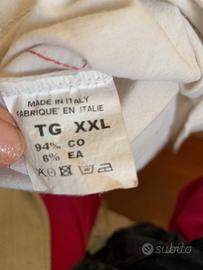 MADE IN ITALY
FABRIQUE' EN ITALIE
TG XXL
94% CO
6% EA
subito